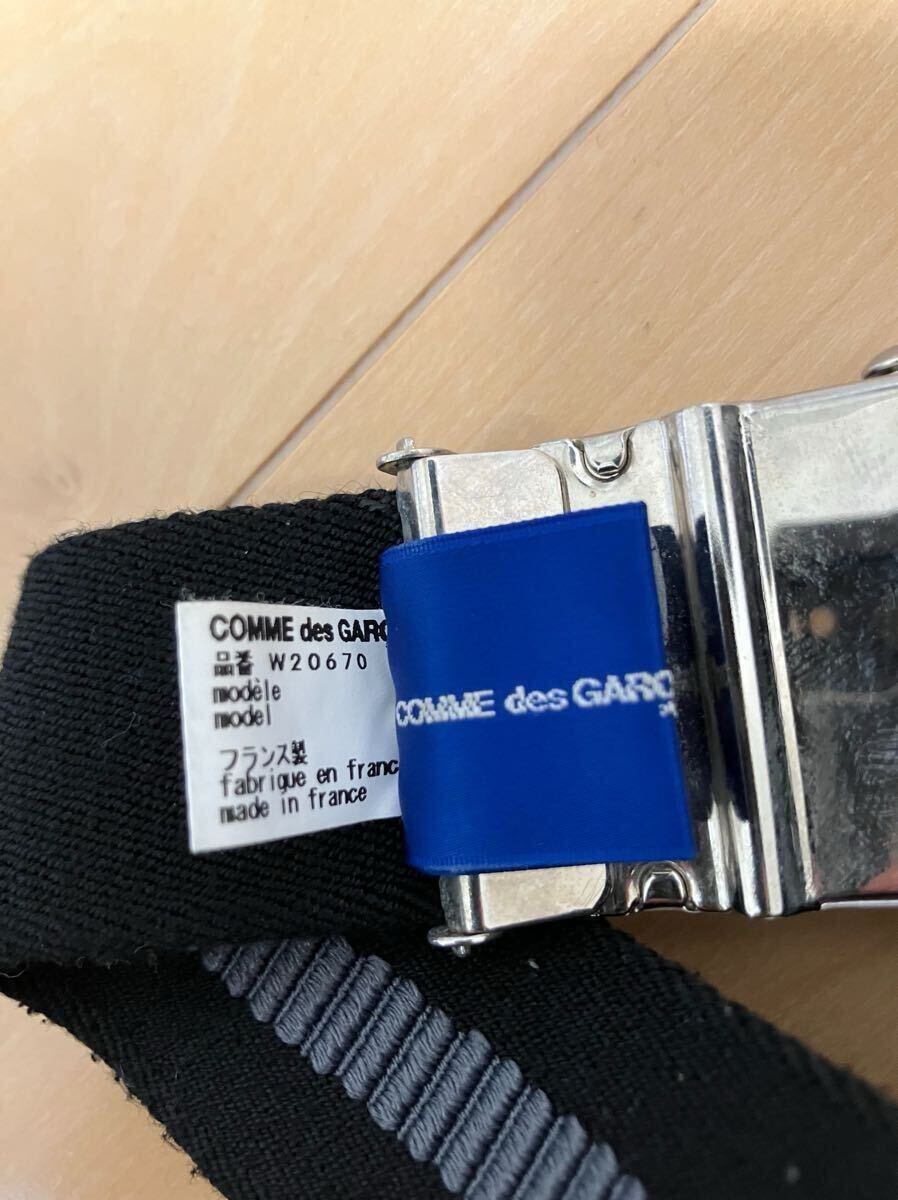 COMME des GARÇ
品番 W20670
modèle
model
フランス製
fabrique en franc
made in france
COMME des GARC